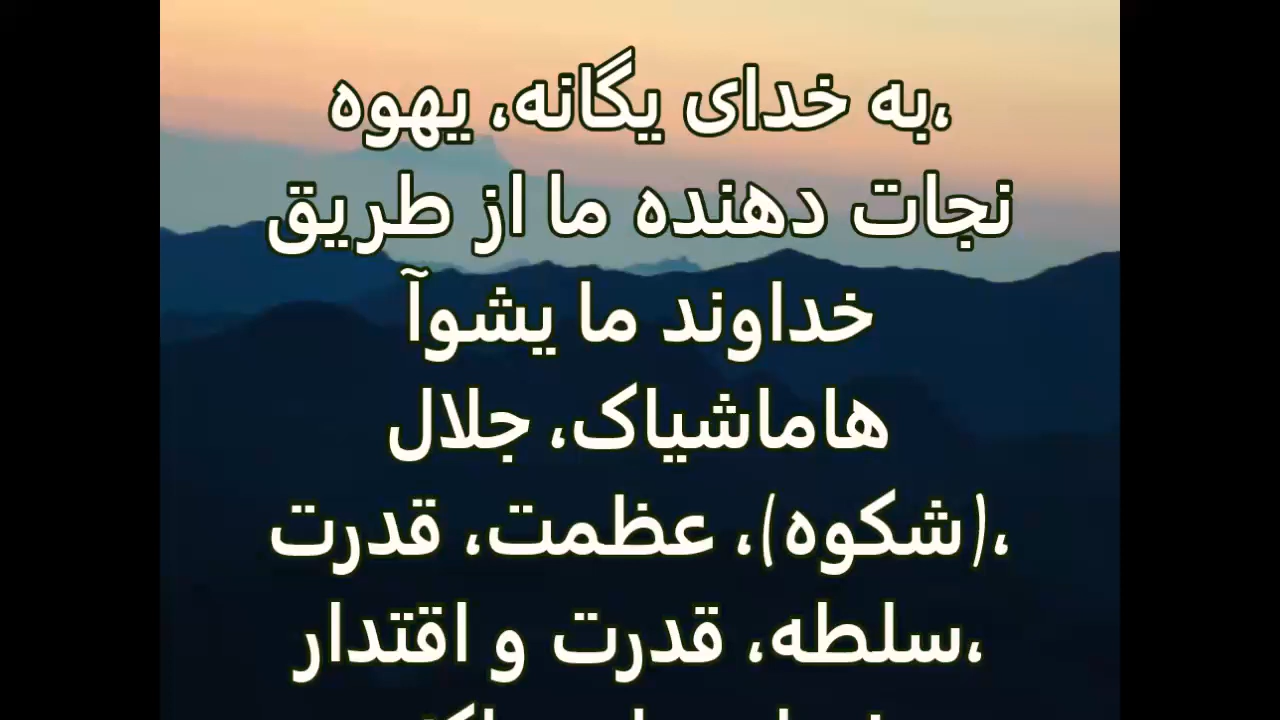 ،به خدای یگانه، یهوه
نجات دهنده ما از طریق
خداوند ما یشوآ
هاماشیاک، جلال
،(شکوه)، عظمت، قدرت
،سلطه، قدرت و اقتدار